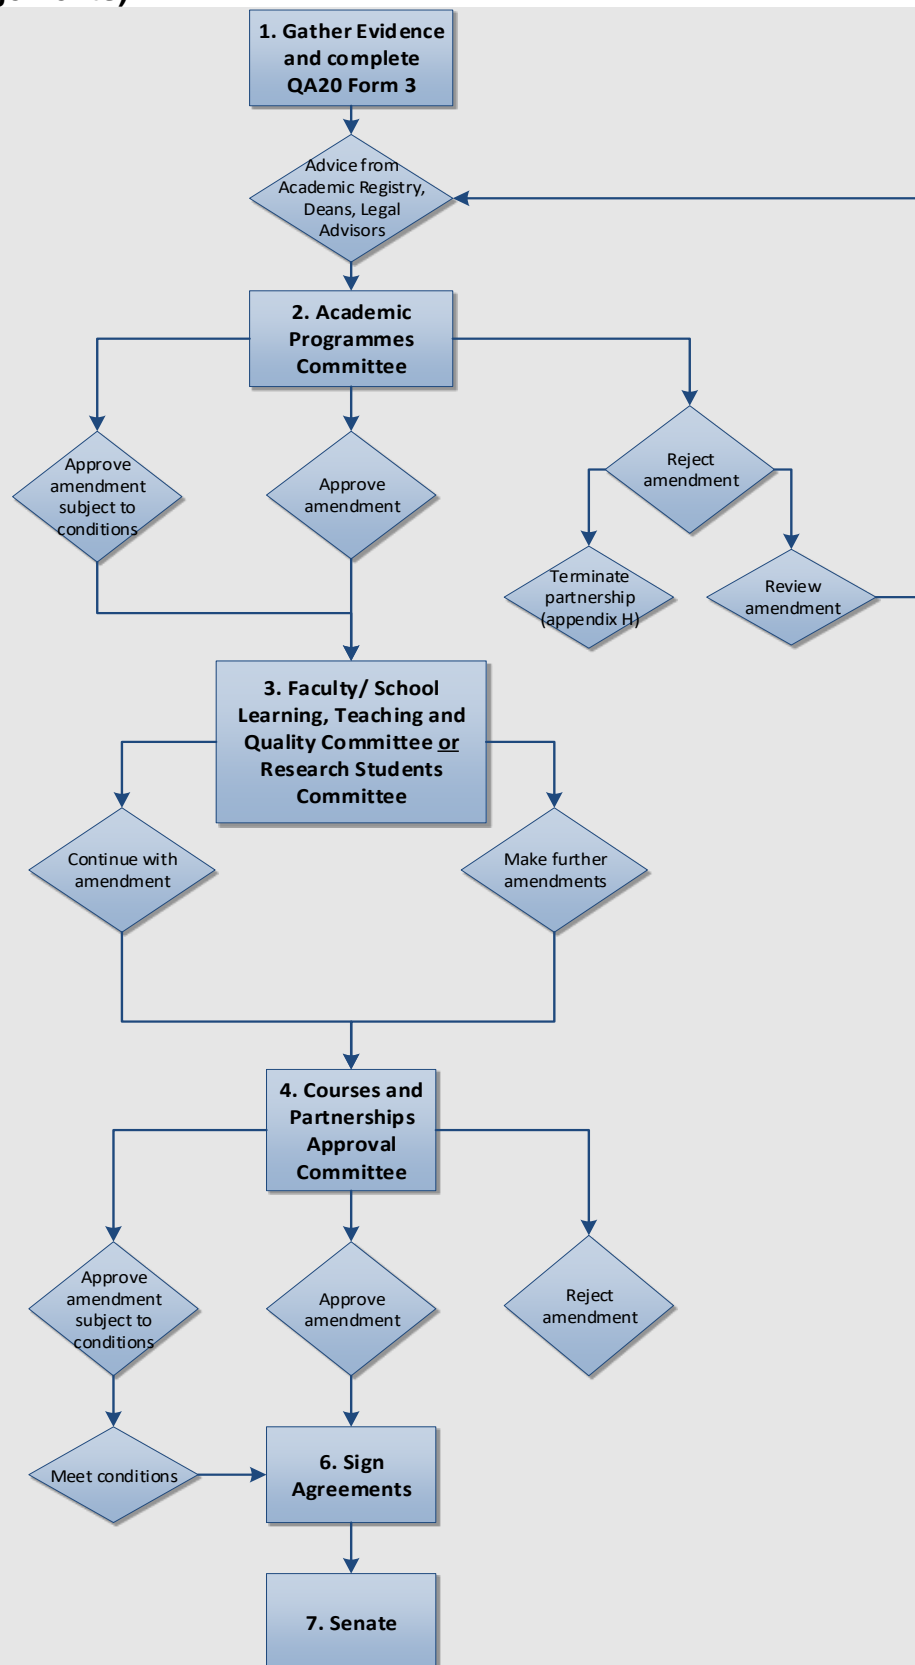 1. Gather Evidence
and complete
QA20 Form 3
Advice from
Academic Registry,
Deans, Legal
Advisors
2. Academic
Programmes
Committee
Approve
amendment
subject to
conditions
Approve
amendment
Reject
amendment
Terminate
partnership
(appendix H)
Review
amendment
3. Faculty/ School
Learning, Teaching and
Quality Committee or
Research Students
Committee
Continue with
amendment
Make further
amendments
4. Courses and
Partnerships
Approval
Committee
Approve
amendment
subject to
conditions
Approve
amendment
Reject
amendment
Meet conditions
6. Sign
Agreements
7. Senate